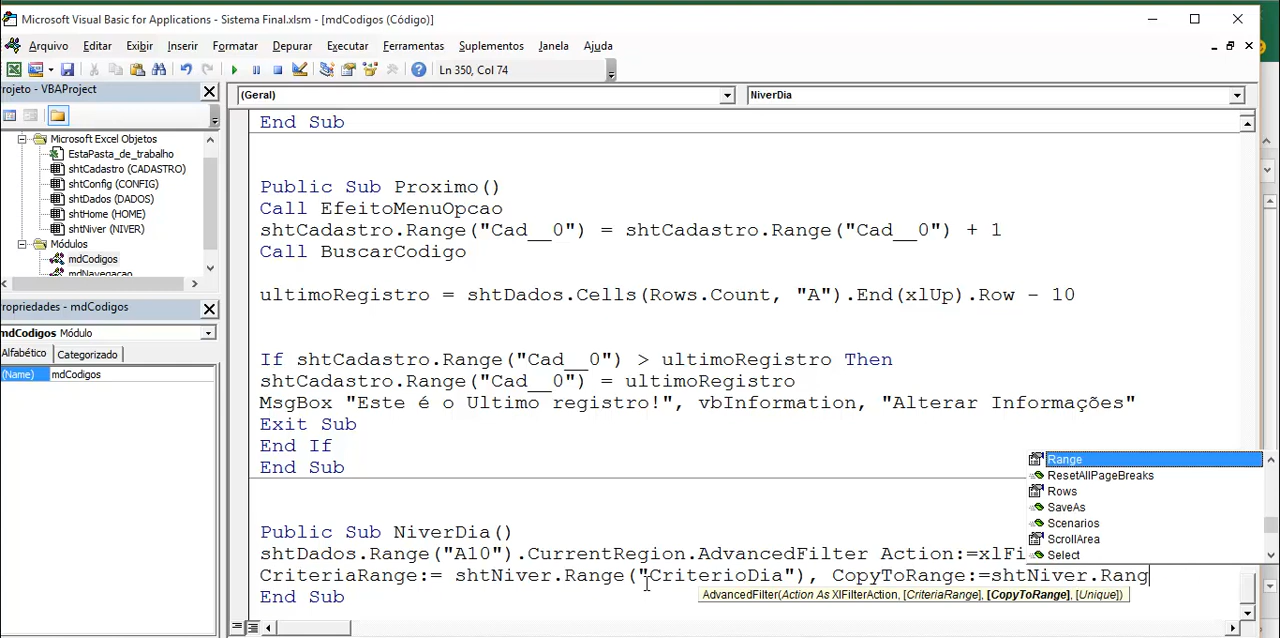 Microsoft Visual Basic for Applications - Sistema Final.xlsm - [mdCodigos (Código)]
Arquivo Editar Exibir Inserir Formatar Depurar Executar Ferramentas Suplementos Janela Ajuda
Ln 350, Col 74
rojeto - VBAProject
(Geral)
NiverDia
Microsoft Excel Objetos
EstaPasta_de_trabalho
shtCadastro (CADASTRO)
shtConfig (CONFIG)
shtDados (DADOS)
shtHome (HOME)
shtNiver (NIVER)
Módulos
mdCodigos
mdNavegacao
ropriedades - mdCodigos
mdCodigos Módulo
Alfabético Categorizado
(Name) mdCodigos
End Sub
Public Sub Proximo()
Call EfeitoMenuOpcao
shtCadastro.Range("Cad__0") = shtCadastro.Range("Cad__0") + 1
Call BuscarCodigo
ultimoRegistro = shtDados.Cells(Rows.Count, "A").End(xlUp).Row - 10
If shtCadastro.Range("Cad__0") > ultimoRegistro Then
shtCadastro.Range("Cad__0") = ultimoRegistro
MsgBox "Este é o Ultimo registro!", vbInformation, "Alterar Informações"
Exit Sub
End If
End Sub
Public Sub NiverDia()
shtDados.Range("A10").CurrentRegion.AdvancedFilter Action:=xlFi
CriteriaRange:= shtNiver.Range("CriterioDia"), CopyToRange:=shtNiver.Rang
End Sub
Range
ResetAllPageBreaks
Rows
SaveAs
Scenarios
ScrollArea
Select
AdvancedFilter(Action As XlFilterAction, [CriteriaRange], [CopyToRange], [Unique])